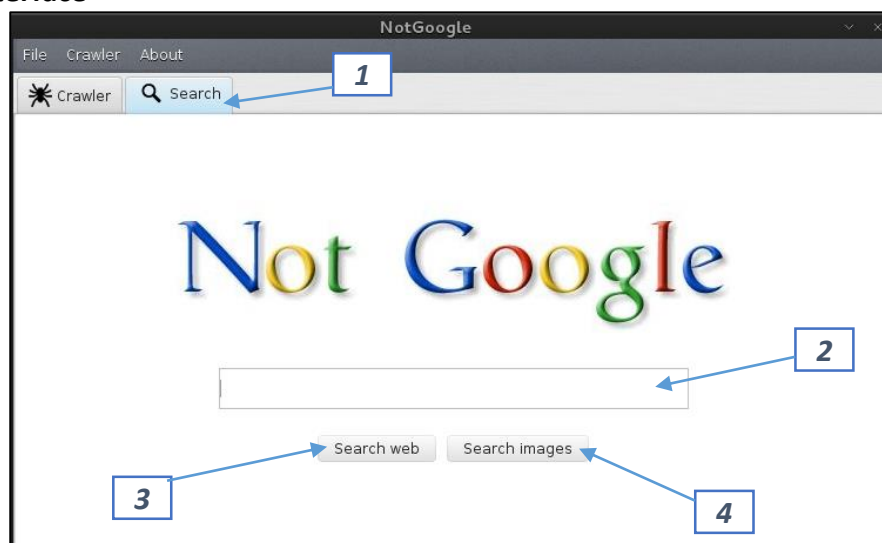 NotGoogle
File Crawler About
1
Crawler Search
Not Google
2
Search web Search images
3
4